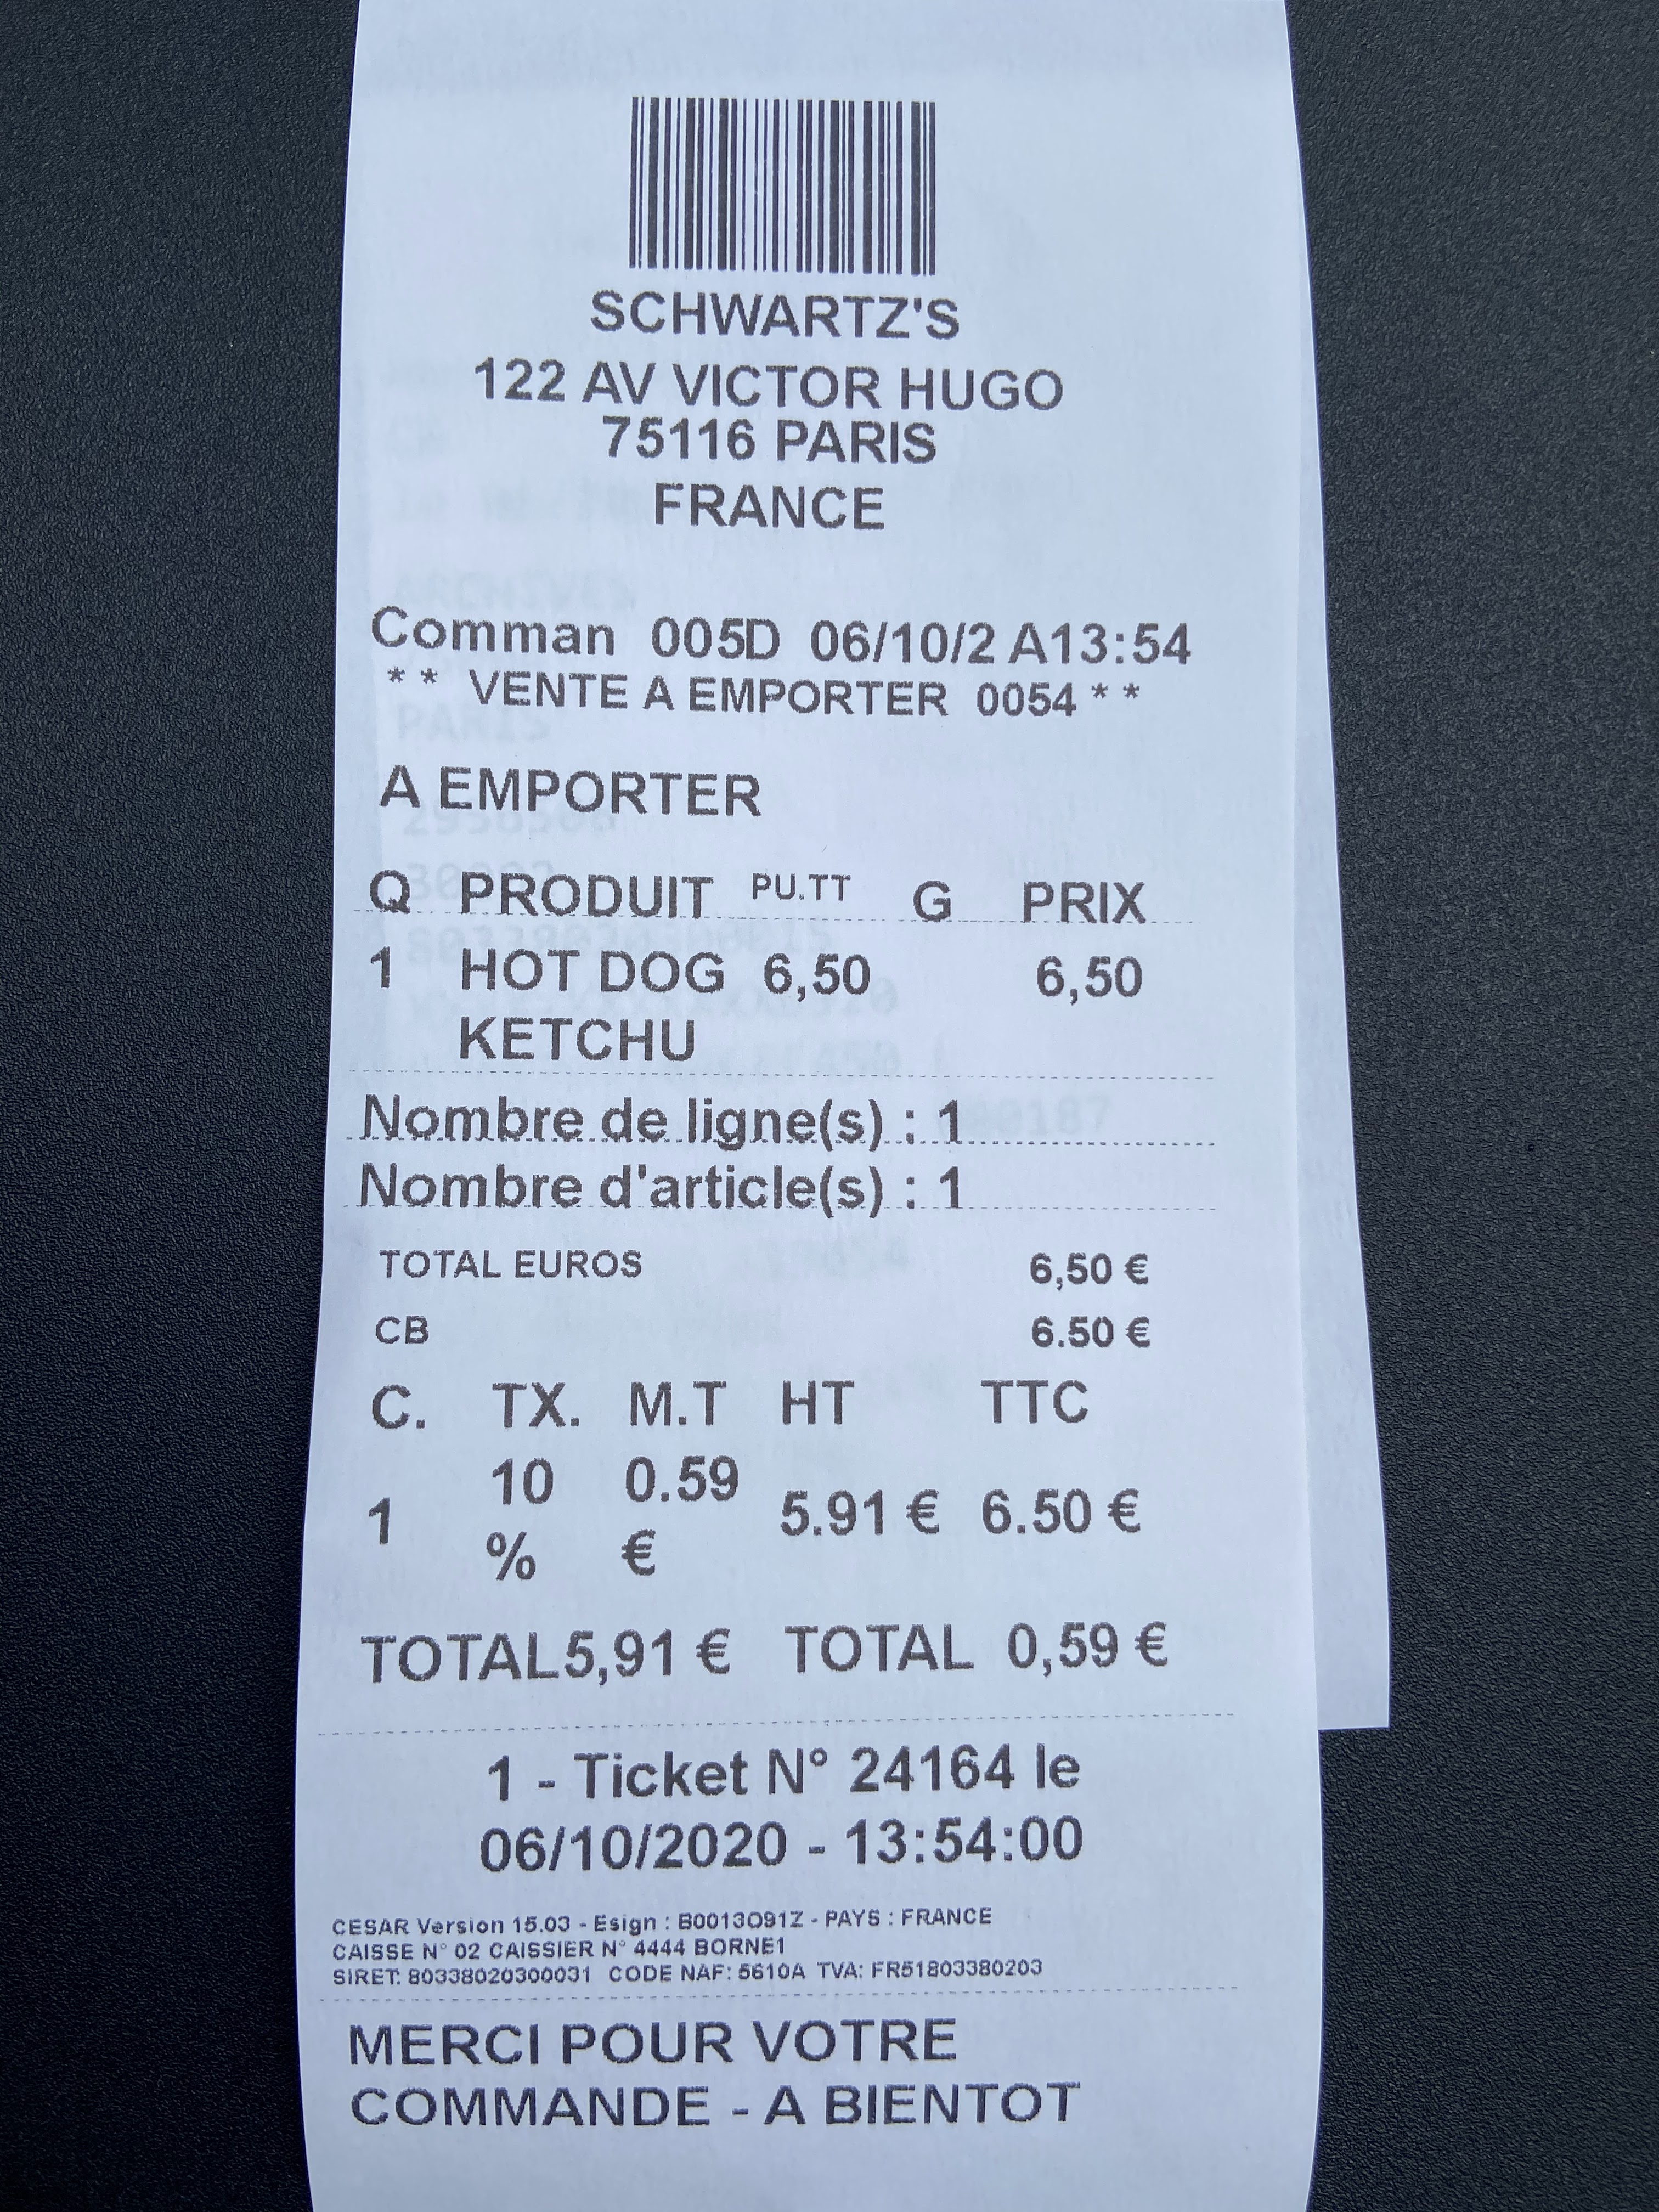 SCHWARTZ'S
122 AV VICTOR HUGO
75116 PARIS
FRANCE
Comman 005D 06/10/2 A13:54
** VENTE A EMPORTER 0054 **
A EMPORTER
Q PRODUIT PU.TT G PRIX
1 HOT DOG 6,50 6,50
KETCHU
Nombre de ligne(s) : 1
Nombre d'article(s) : 1
TOTAL EUROS 6,50 €
CB 6.50 €
C. TX. M.T HT TTC
1 10 % 0.59 € 5.91 € 6.50 €
TOTAL5,91 € TOTAL 0,59 €
1 - Ticket N° 24164 le
06/10/2020 - 13:54:00
CESAR Version 15.03 - Esign : B0013O91Z - PAYS : FRANCE
CAISSE N° 02 CAISSIER N° 4444 BORNE1
SIRET: 80338020300031 CODE NAF: 5610A TVA: FR51803380203
MERCI POUR VOTRE
COMMANDE - A BIENTOT